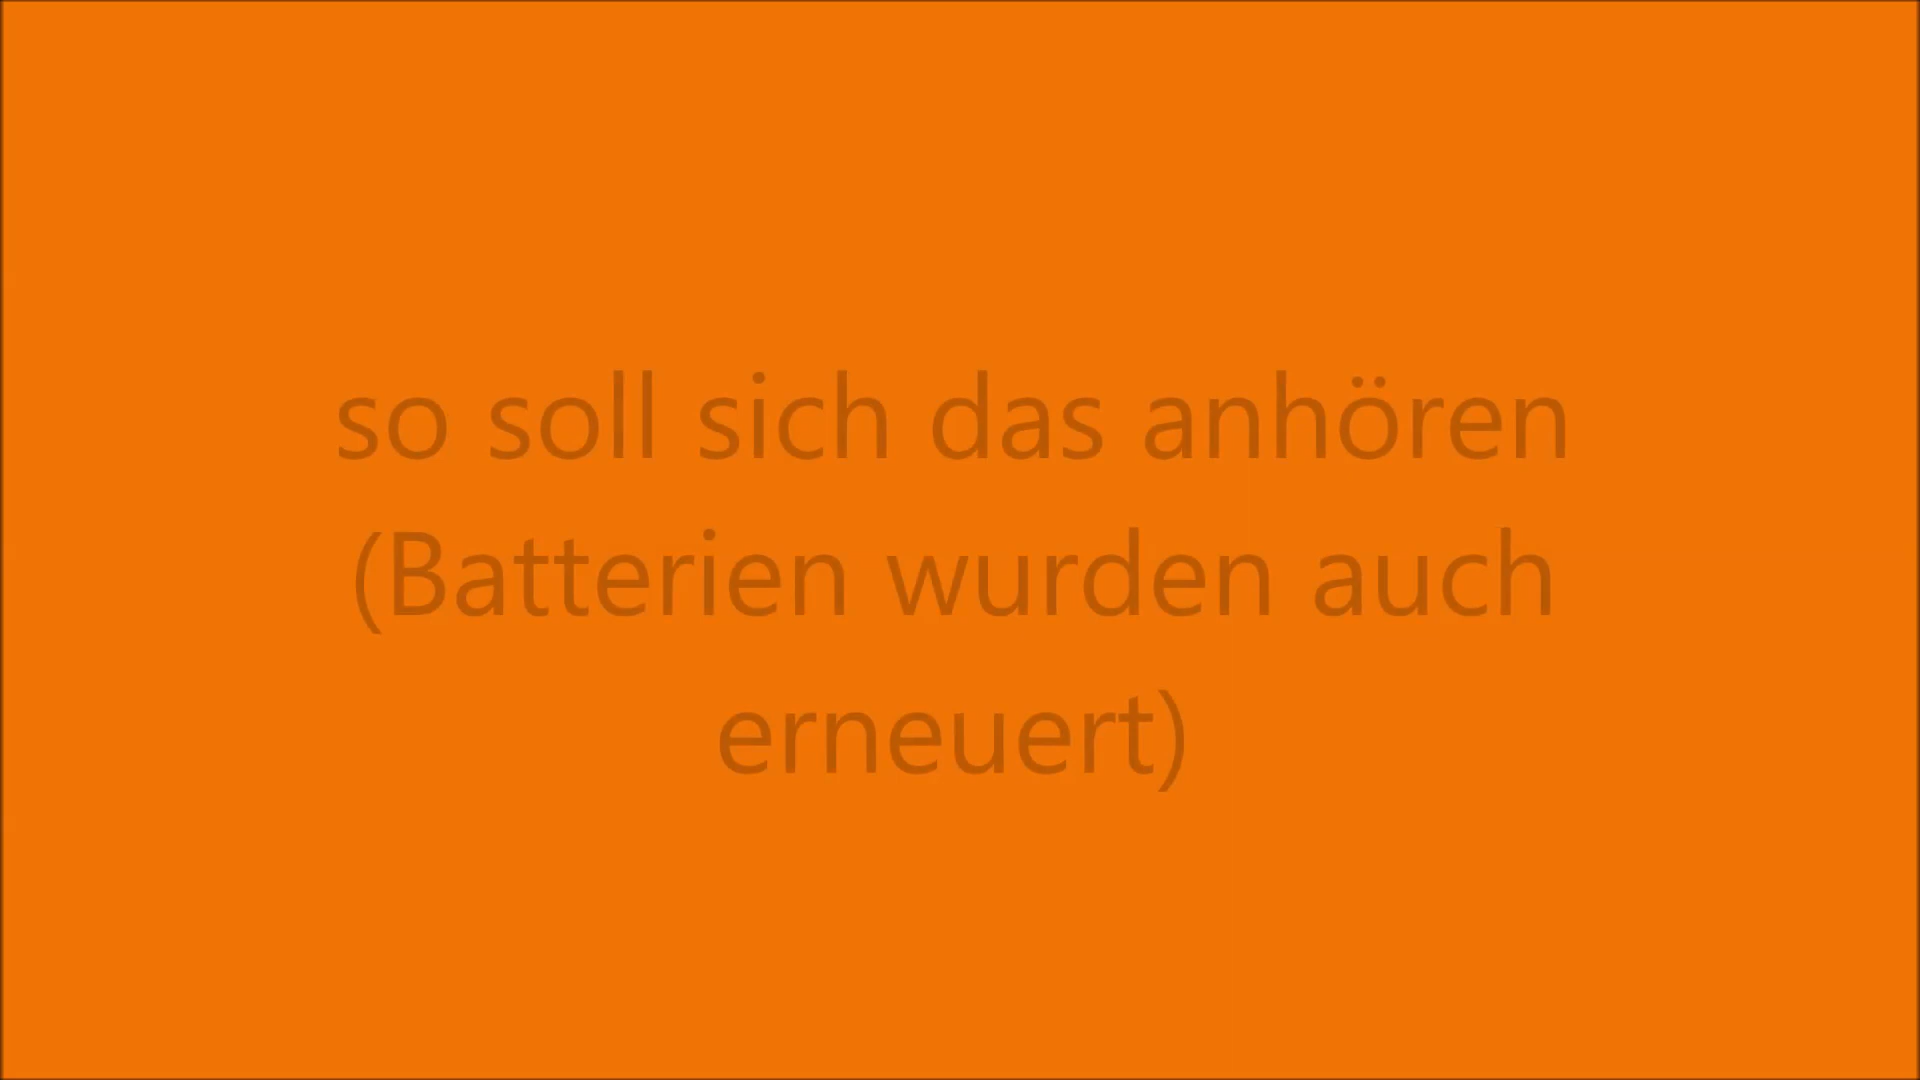 so soll sich das anhören
(Batterien wurden auch
erneuert)